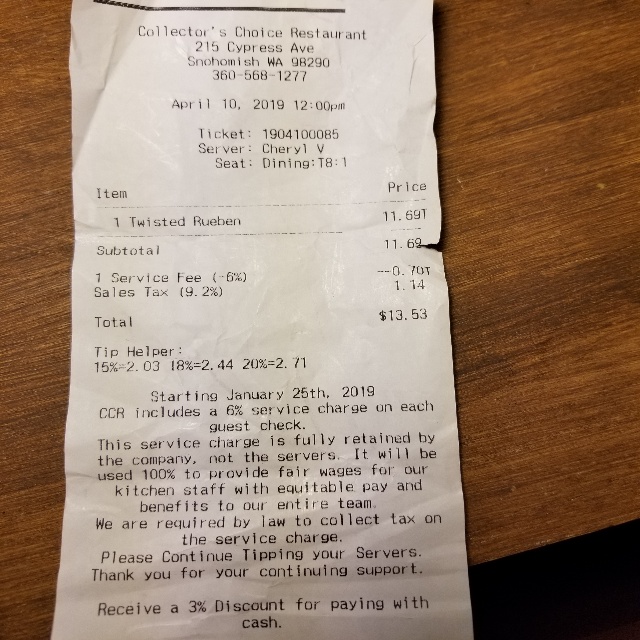 Collector's Choice Restaurant
215 Cypress Ave
Snohomish WA 98290
360-568-1277
April 10, 2019 12:00pm
Ticket: 1904100085
Server: Cheryl V
Seat: Dining:T8:1
Item Price
1 Twisted Rueben 11.69T
Subtotal 11.69
1 Service Fee (-6%) --0.70T
Sales Tax (9.2%) 1.14
Total $13.53
Tip Helper:
15%=2.03 18%=2.44 20%=2.71
Starting January 25th, 2019
CCR includes a 6% service charge on each
guest check.
This service charge is fully retained by
the company, not the servers. It will be
used 100% to provide fair wages for our
kitchen staff with equitable pay and
benefits to our entire team.
We are required by law to collect tax on
the service charge.
Please Continue Tipping your Servers.
Thank you for your continuing support.
Receive a 3% Discount for paying with
cash.